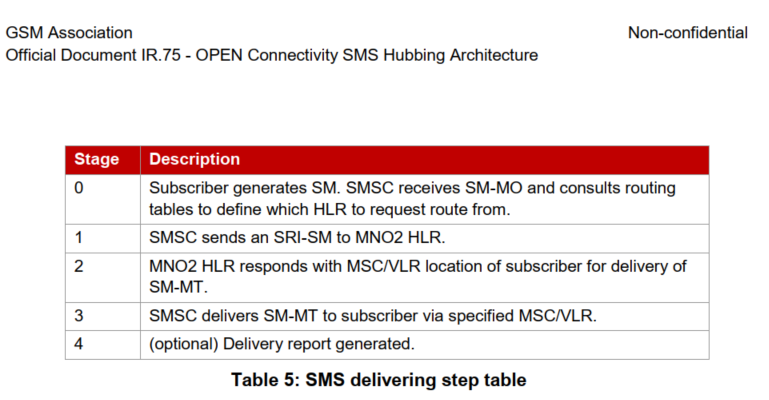 GSM Association
Non-confidential
Official Document IR.75 - OPEN Connectivity SMS Hubbing Architecture
Stage Description
0 Subscriber generates SM. SMSC receives SM-MO and consults routing
tables to define which HLR to request route from.
1 SMSC sends an SRI-SM to MNO2 HLR.
2 MNO2 HLR responds with MSC/VLR location of subscriber for delivery of
SM-MT.
3 SMSC delivers SM-MT to subscriber via specified MSC/VLR.
4 (optional) Delivery report generated.
Table 5: SMS delivering step table